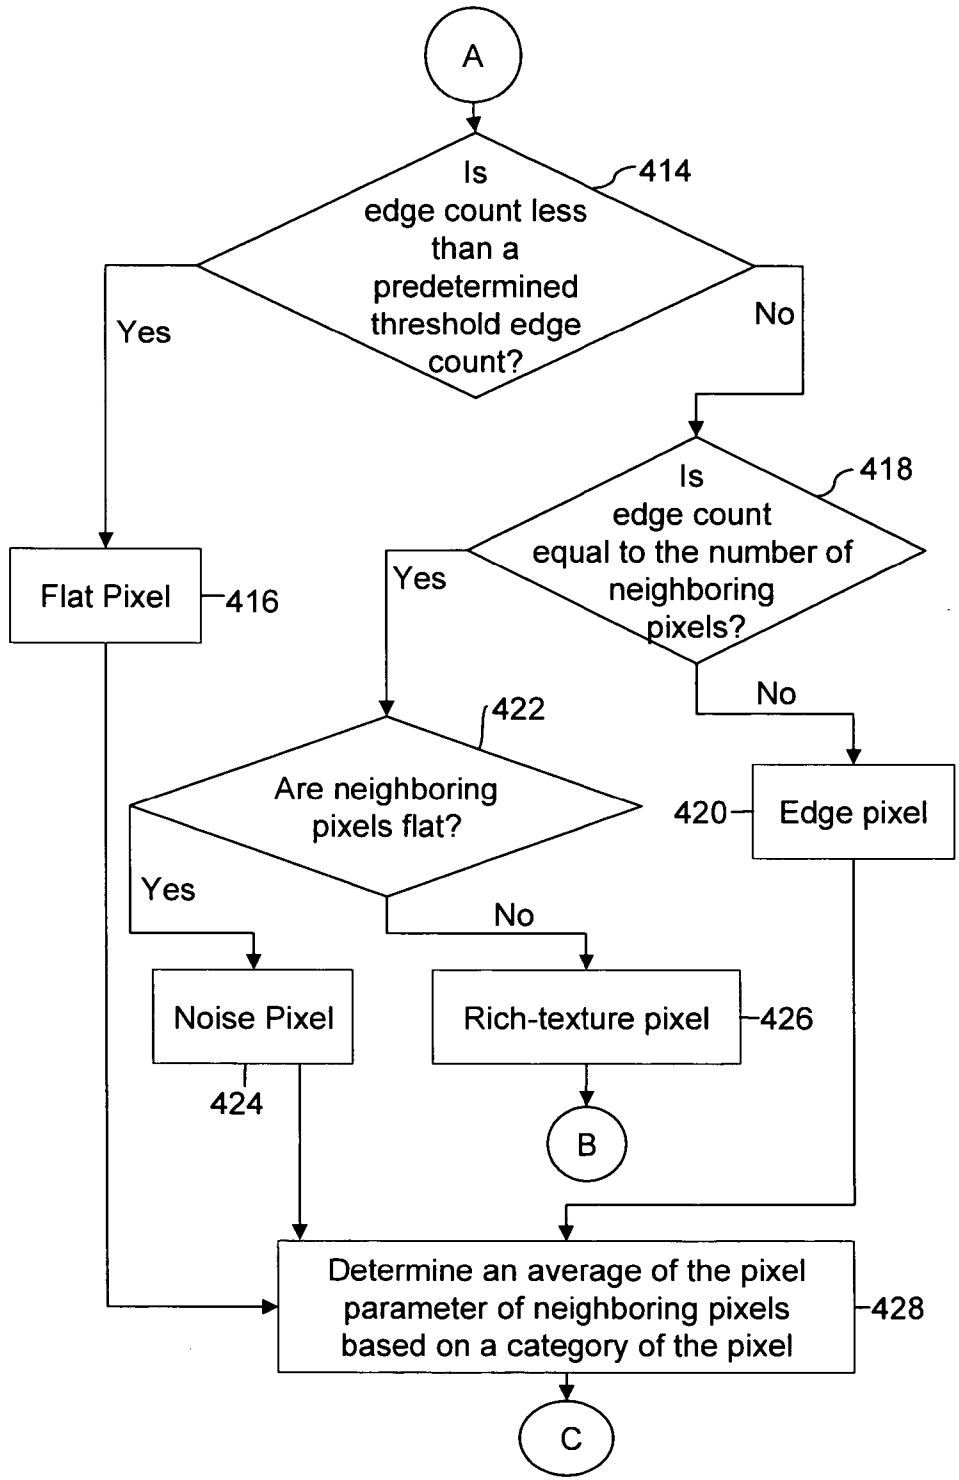 A
Is
edge count less
than a
predetermined
threshold edge
count?
414
Yes
No
Is
edge count
equal to the number of
neighboring
pixels?
418
Flat Pixel
416
Yes
No
422
Are neighboring
pixels flat?
420
Edge pixel
Yes
No
Noise Pixel
424
Rich-texture pixel
426
B
Determine an average of the pixel
parameter of neighboring pixels
based on a category of the pixel
428
C